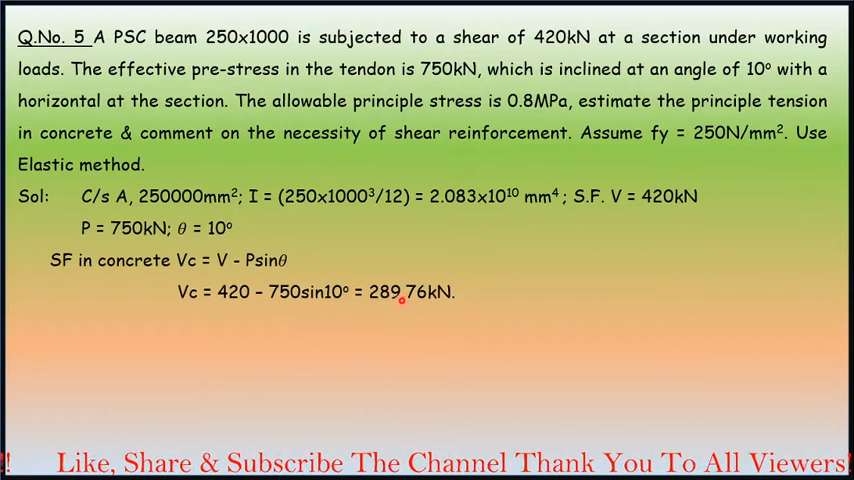 Q.No. 5 A PSC beam 250x1000 is subjected to a shear of 420kN at a section under working
loads. The effective pre-stress in the tendon is 750kN, which is inclined at an angle of 10° with a
horizontal at the section. The allowable principle stress is 0.8MPa, estimate the principle tension
in concrete & comment on the necessity of shear reinforcement. Assume fy = 250N/mm². Use
Elastic method.
Sol: C/s A, 250000mm²; I = (250x1000³/12) = 2.083x10¹⁰ mm⁴ ; S.F. V = 420kN
P = 750kN; θ = 10°
SF in concrete Vc = V - Psinθ
Vc = 420 – 750sin10° = 289.76kN.
!! Like, Share & Subscribe The Channel Thank You To All Viewers!